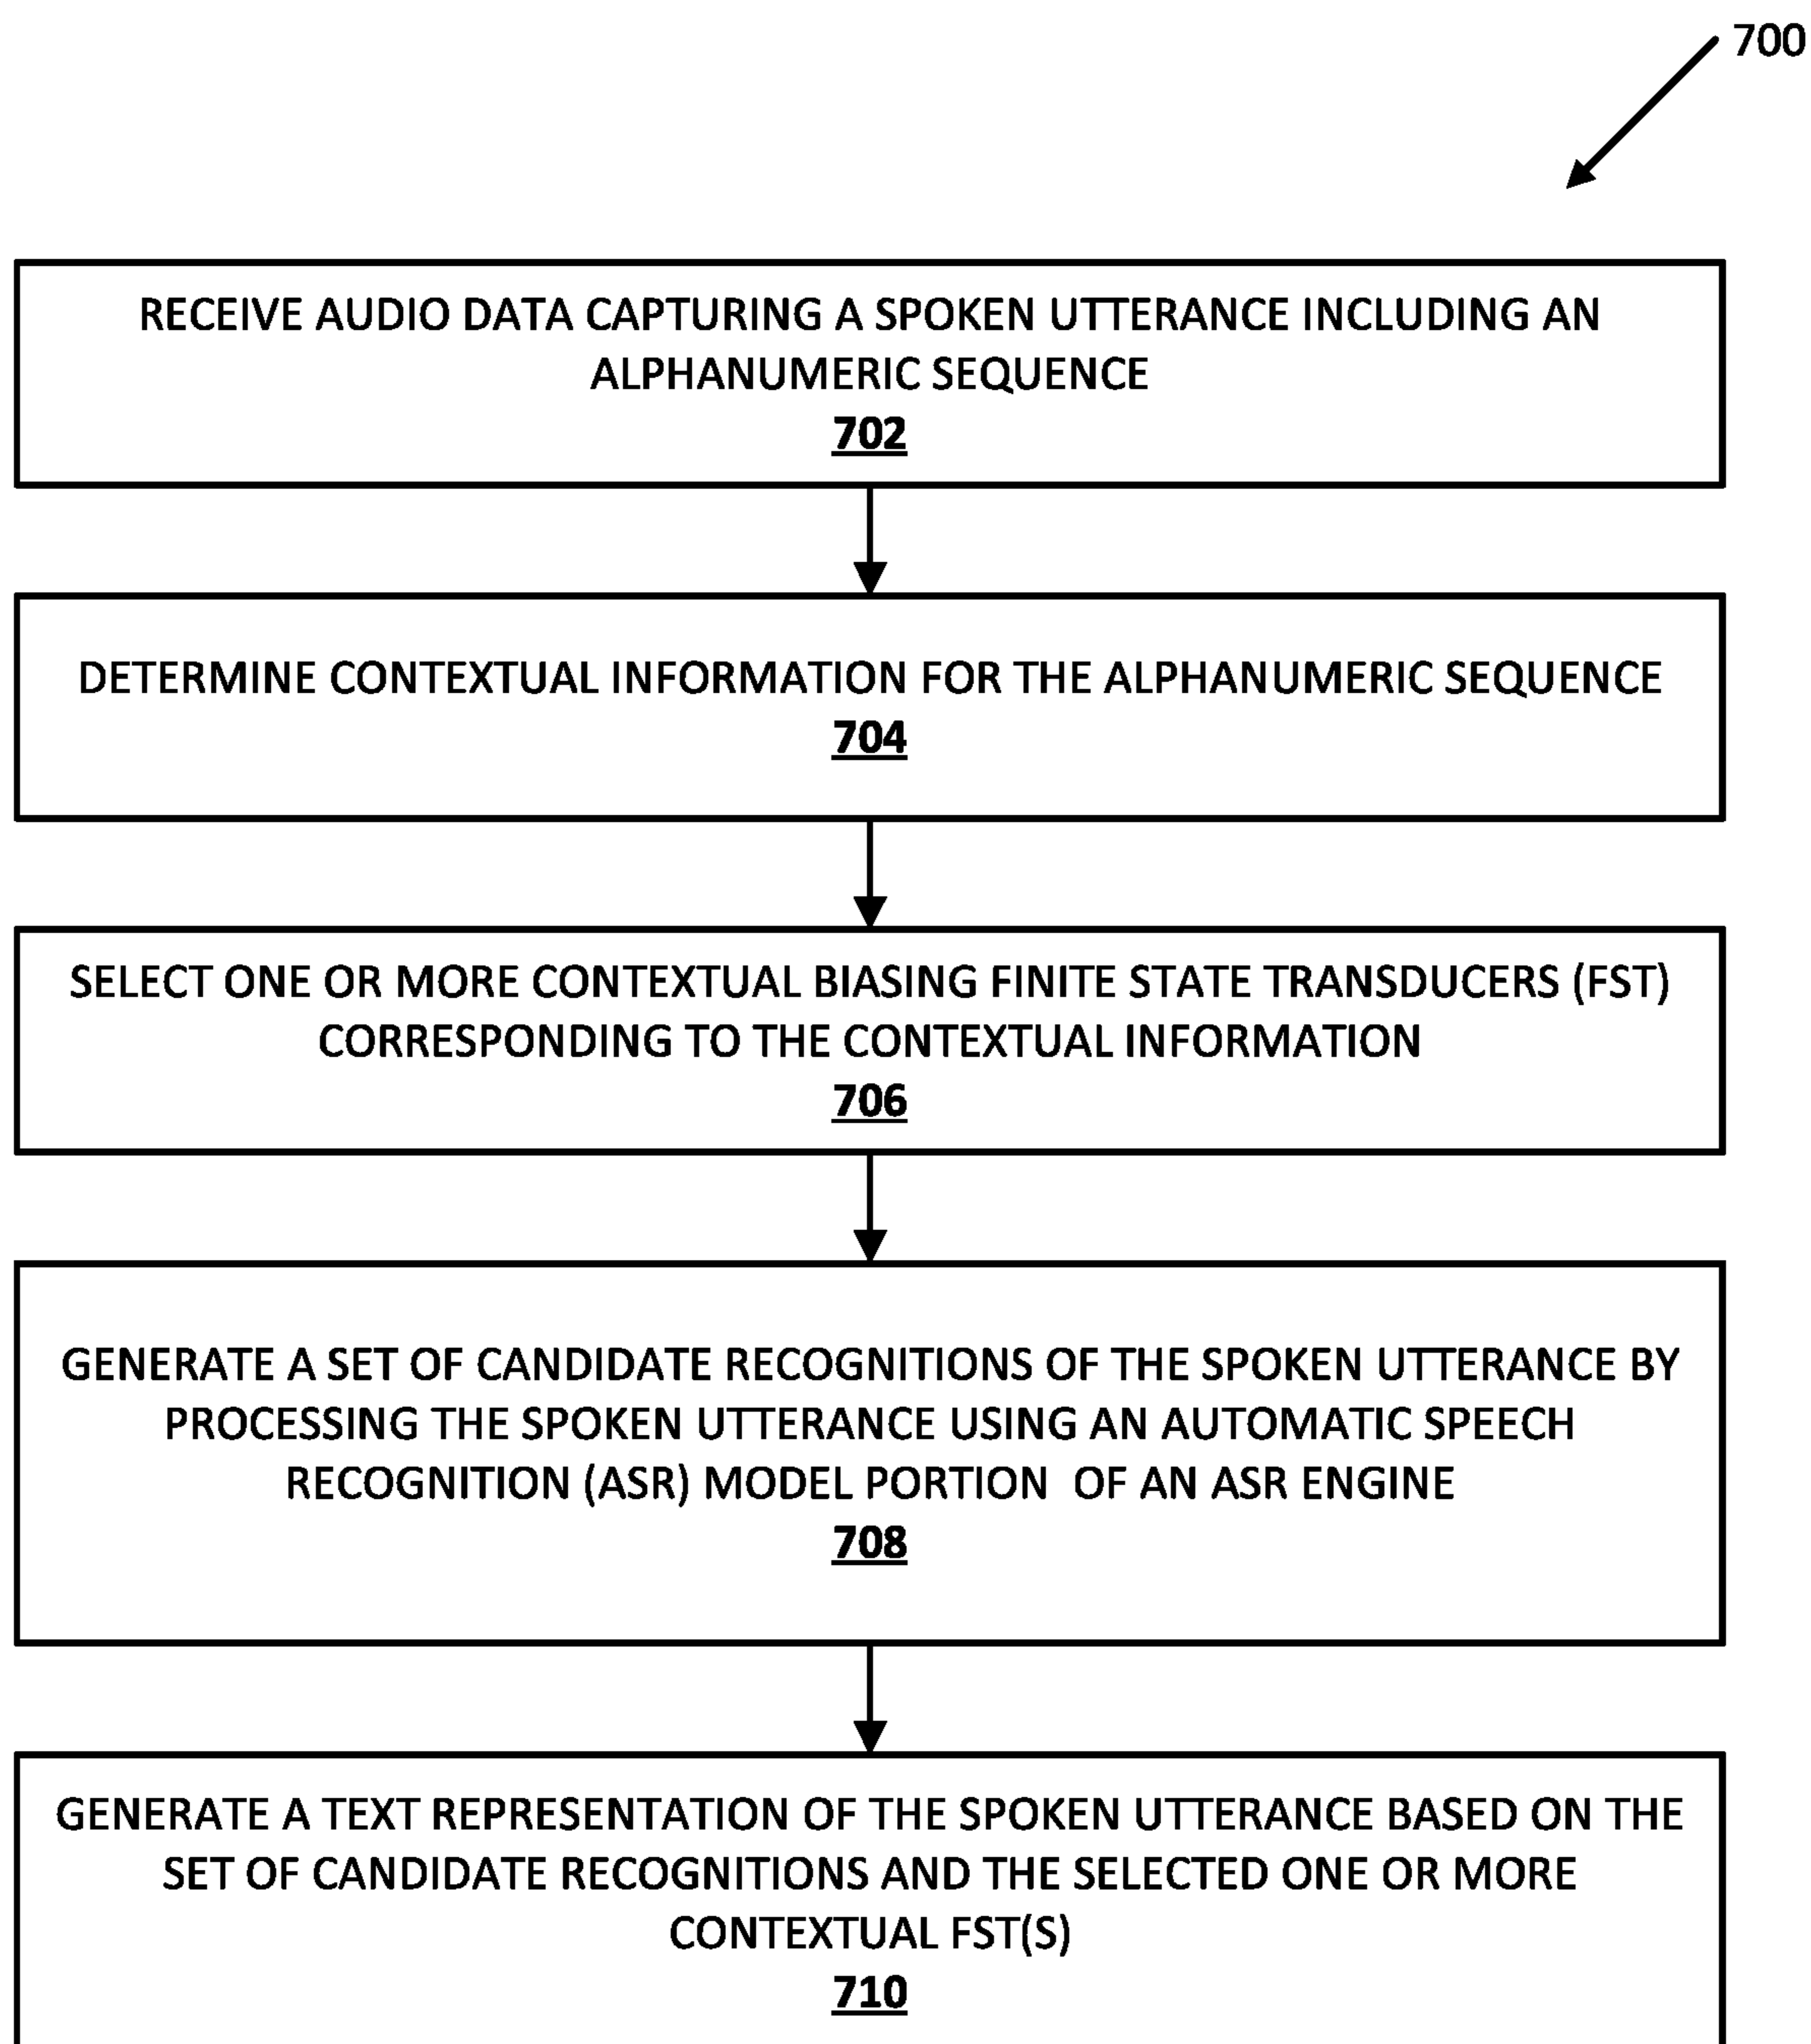 700
RECEIVE AUDIO DATA CAPTURING A SPOKEN UTTERANCE INCLUDING AN
ALPHANUMERIC SEQUENCE
702
DETERMINE CONTEXTUAL INFORMATION FOR THE ALPHANUMERIC SEQUENCE
704
SELECT ONE OR MORE CONTEXTUAL BIASING FINITE STATE TRANSDUCERS (FST)
CORRESPONDING TO THE CONTEXTUAL INFORMATION
706
GENERATE A SET OF CANDIDATE RECOGNITIONS OF THE SPOKEN UTTERANCE BY
PROCESSING THE SPOKEN UTTERANCE USING AN AUTOMATIC SPEECH
RECOGNITION (ASR) MODEL PORTION OF AN ASR ENGINE
708
GENERATE A TEXT REPRESENTATION OF THE SPOKEN UTTERANCE BASED ON THE
SET OF CANDIDATE RECOGNITIONS AND THE SELECTED ONE OR MORE
CONTEXTUAL FST(S)
710